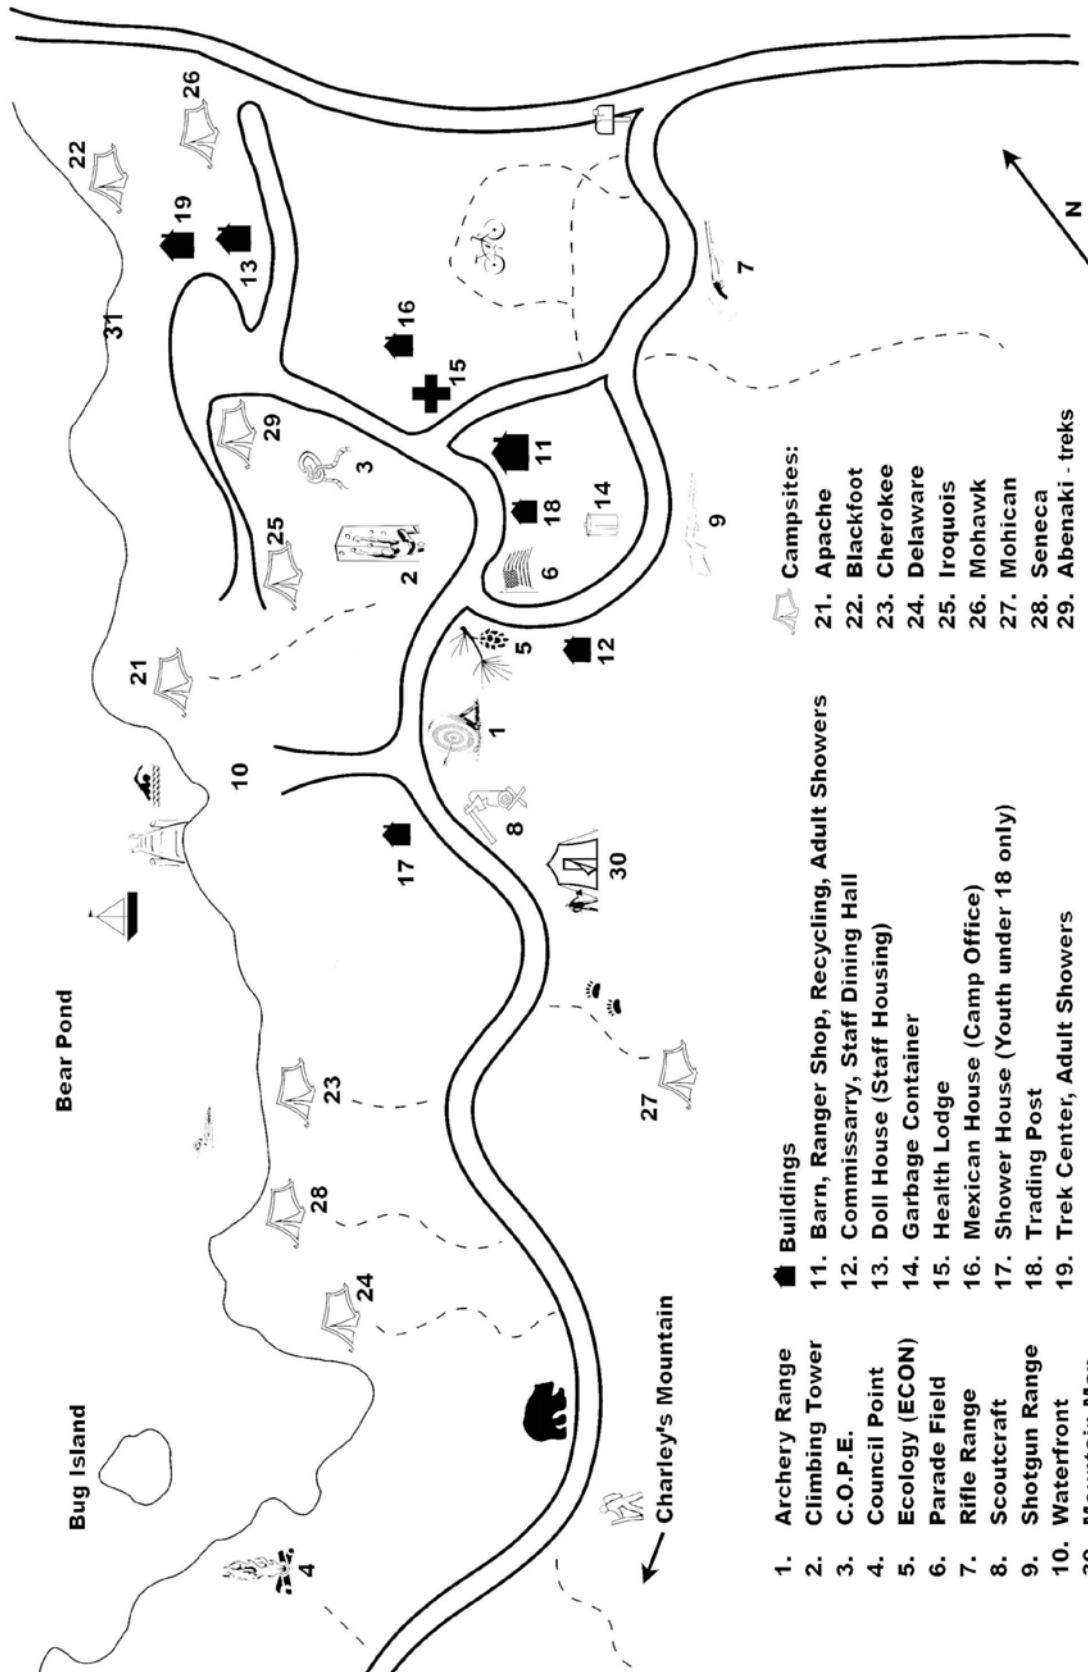 Bear Pond
Bug Island
22
31
21
19
26
10
13
29
25
4
28
23
24
3
17
16
2
15
1
8
5
11
6
18
14
12
30
27
Charley's Mountain
9
7
N
1. Archery Range
2. Climbing Tower
3. C.O.P.E.
4. Council Point
5. Ecology (ECON)
6. Parade Field
7. Rifle Range
8. Scoutcraft
9. Shotgun Range
10. Waterfront
30. Mountain Man
Buildings
11. Barn, Ranger Shop, Recycling, Adult Showers
12. Commissarry, Staff Dining Hall
13. Doll House (Staff Housing)
14. Garbage Container
15. Health Lodge
16. Mexican House (Camp Office)
17. Shower House (Youth under 18 only)
18. Trading Post
19. Trek Center, Adult Showers
Campsites:
21. Apache
22. Blackfoot
23. Cherokee
24. Delaware
25. Iroquois
26. Mohawk
27. Mohican
28. Seneca
29. Abenaki - treks